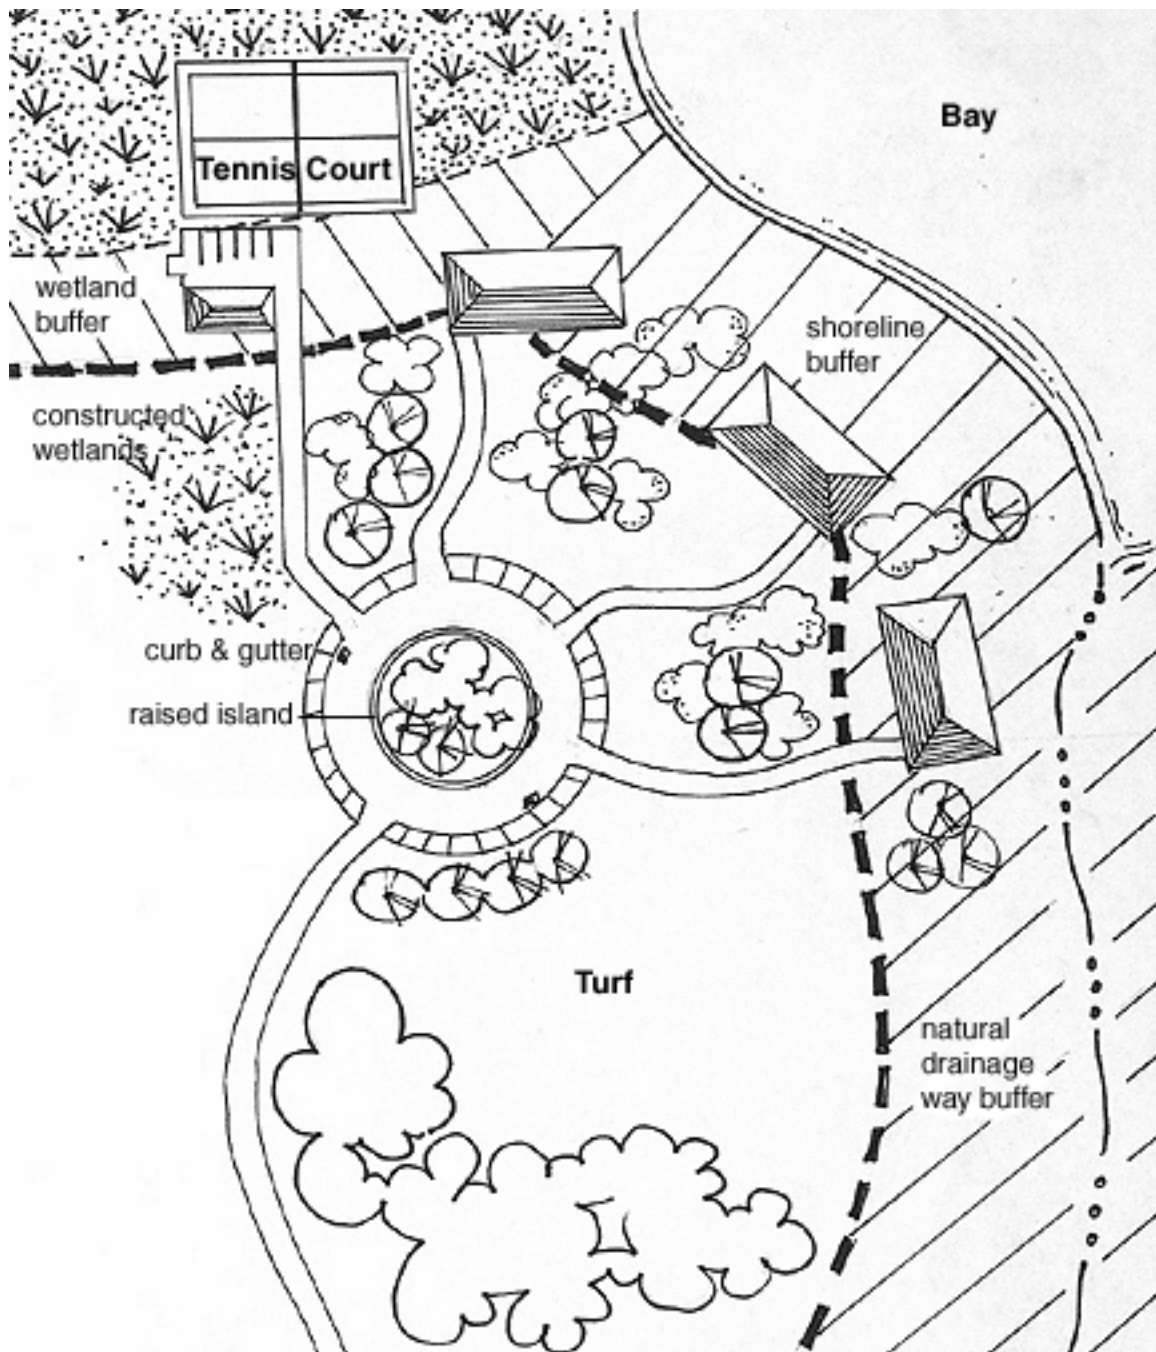 Bay
Tennis Court
wetland
buffer
shoreline
buffer
constructed
wetlands
curb & gutter
raised island
Turf
natural
drainage
way buffer